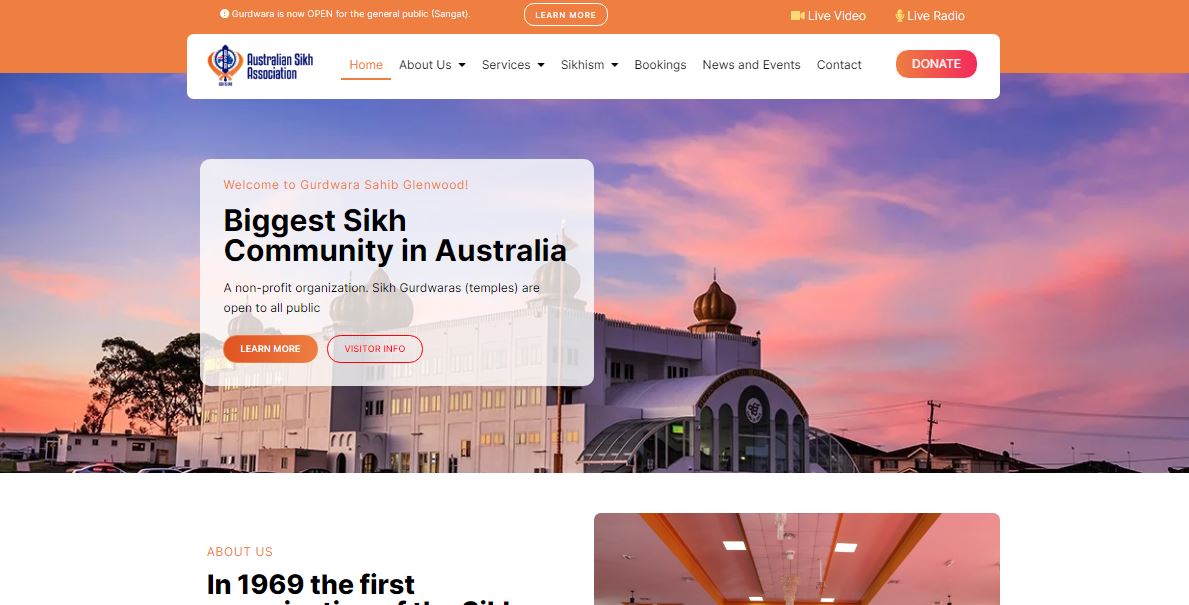 Gurdwara is now OPEN for the general public (Sangat).
LEARN MORE
Live Video
Live Radio
Australian Sikh
Association
Home
About Us
Services
Sikhism
Bookings
News and Events
Contact
DONATE
Welcome to Gurdwara Sahib Glenwood!
Biggest Sikh
Community in Australia
A non-profit organization. Sikh Gurdwaras (temples) are
open to all public
LEARN MORE
VISITOR INFO
ABOUT US
In 1969 the first